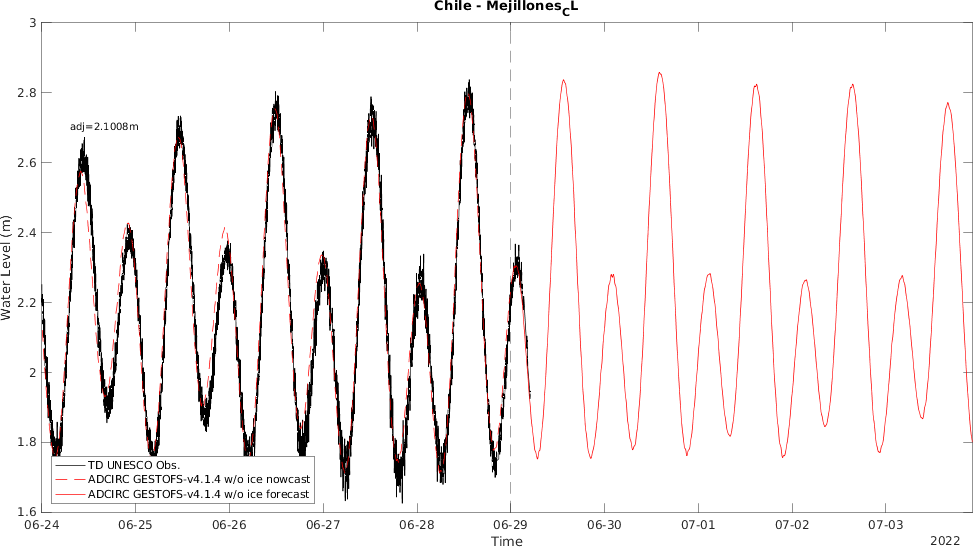 Chile - Mejillones_CL
3
2.8
2.6
2.4
2.2
2
1.8
1.6
Water Level (m)
adj=2.1008m
TD UNESCO Obs.
ADCIRC GESTOFS-v4.1.4 w/o ice nowcast
ADCIRC GESTOFS-v4.1.4 w/o ice forecast
06-24 06-25 06-26 06-27 06-28 06-29 06-30 07-01 07-02 07-03
Time
2022